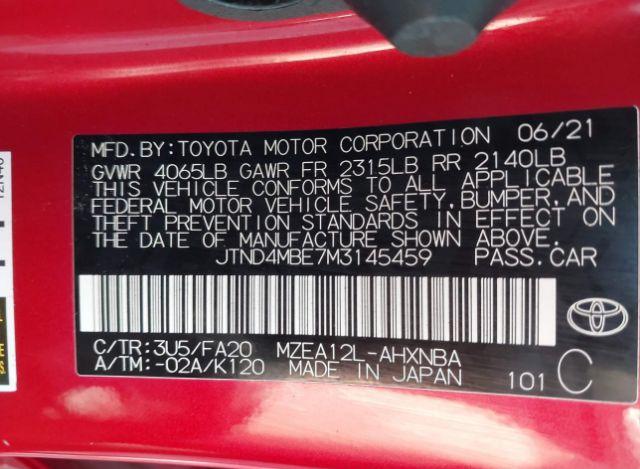 MFD.BY:TOYOTA MOTOR CORPORATION 06/21
GVWR 4065LB GAWR FR 2315LB RR 2140LB
THIS VEHICLE CONFORMS TO ALL APPLICABLE
FEDERAL MOTOR VEHICLE SAFETY,BUMPER,AND
THEFT PREVENTION STANDARDS IN EFFECT ON
THE DATE OF MANUFACTURE SHOWN ABOVE.
JTND4MBE7M3145459 PASS.CAR
C/TR:3U5/FA20 MZEA12L-AHXNBA
A/TM:-02A/K120 MADE IN JAPAN 101 C